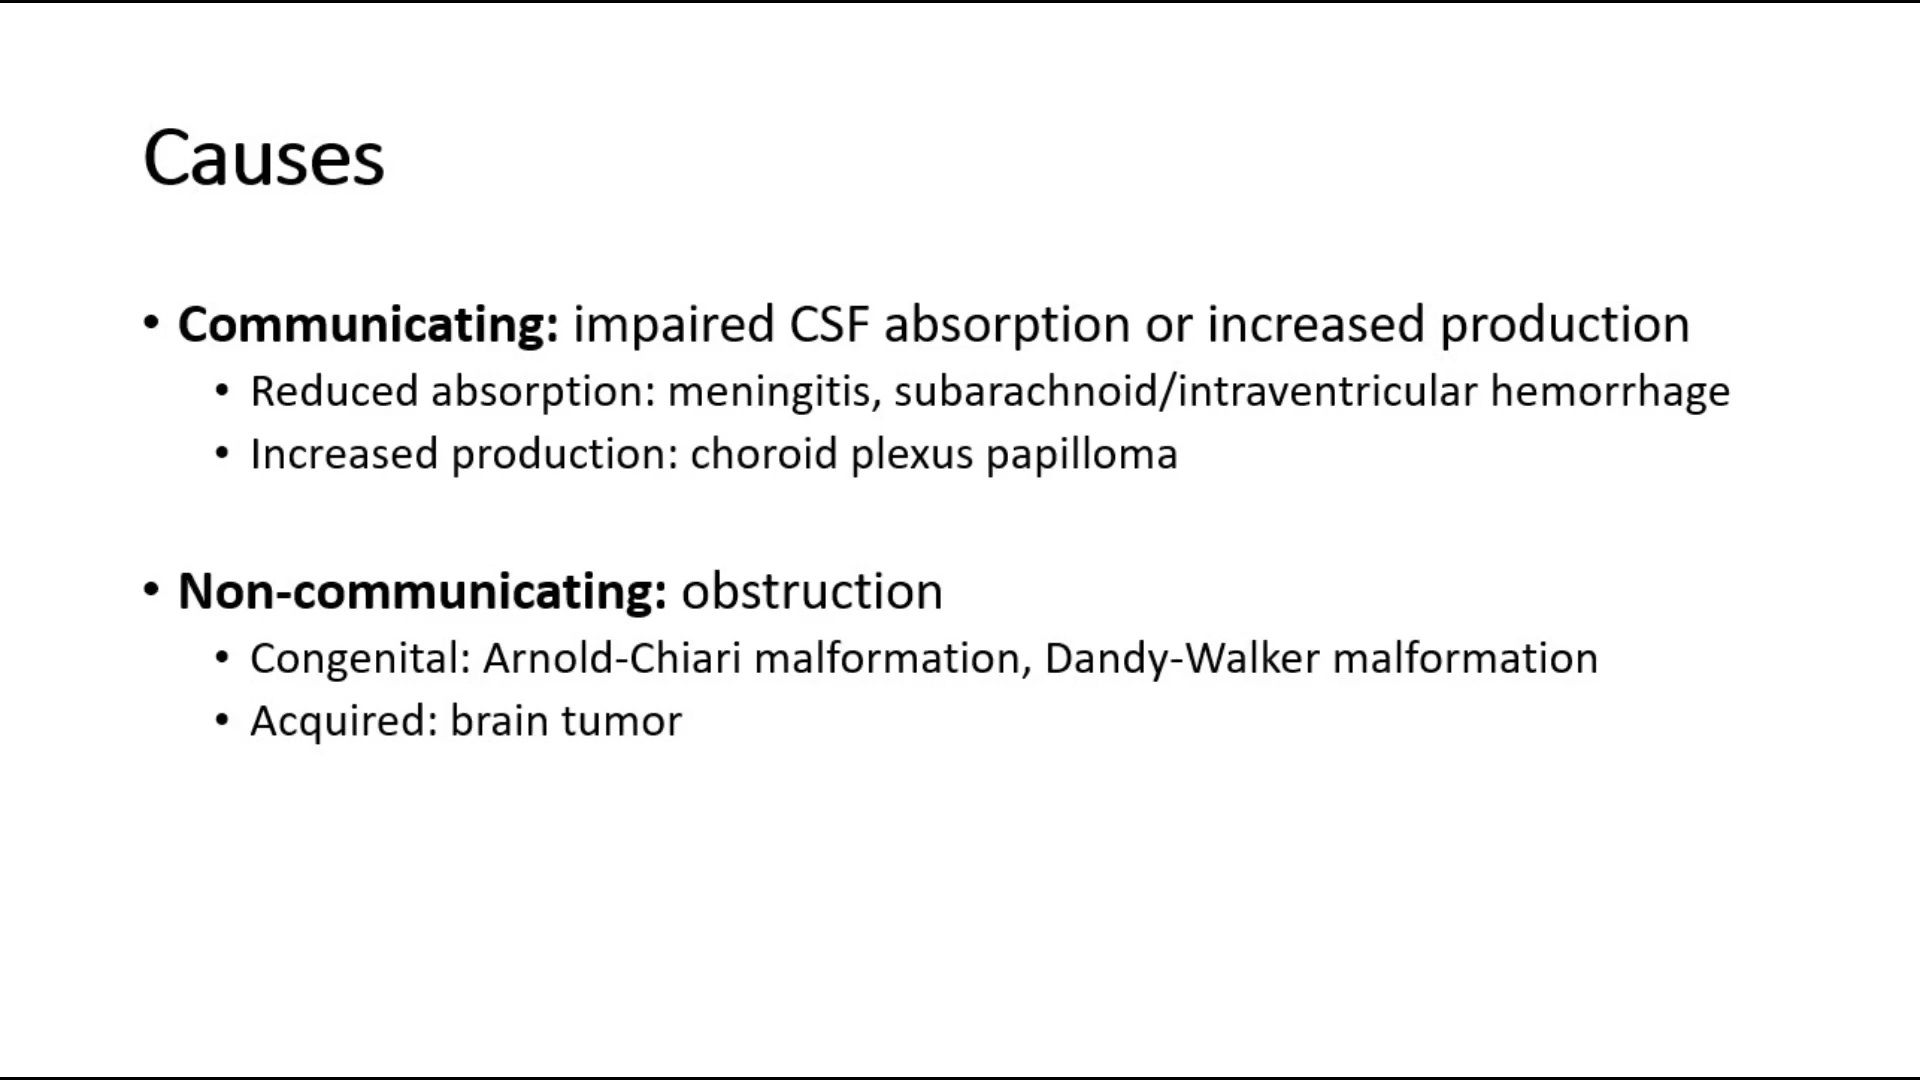 Causes
• Communicating: impaired CSF absorption or increased production
• Reduced absorption: meningitis, subarachnoid/intraventricular hemorrhage
• Increased production: choroid plexus papilloma
• Non-communicating: obstruction
• Congenital: Arnold-Chiari malformation, Dandy-Walker malformation
• Acquired: brain tumor